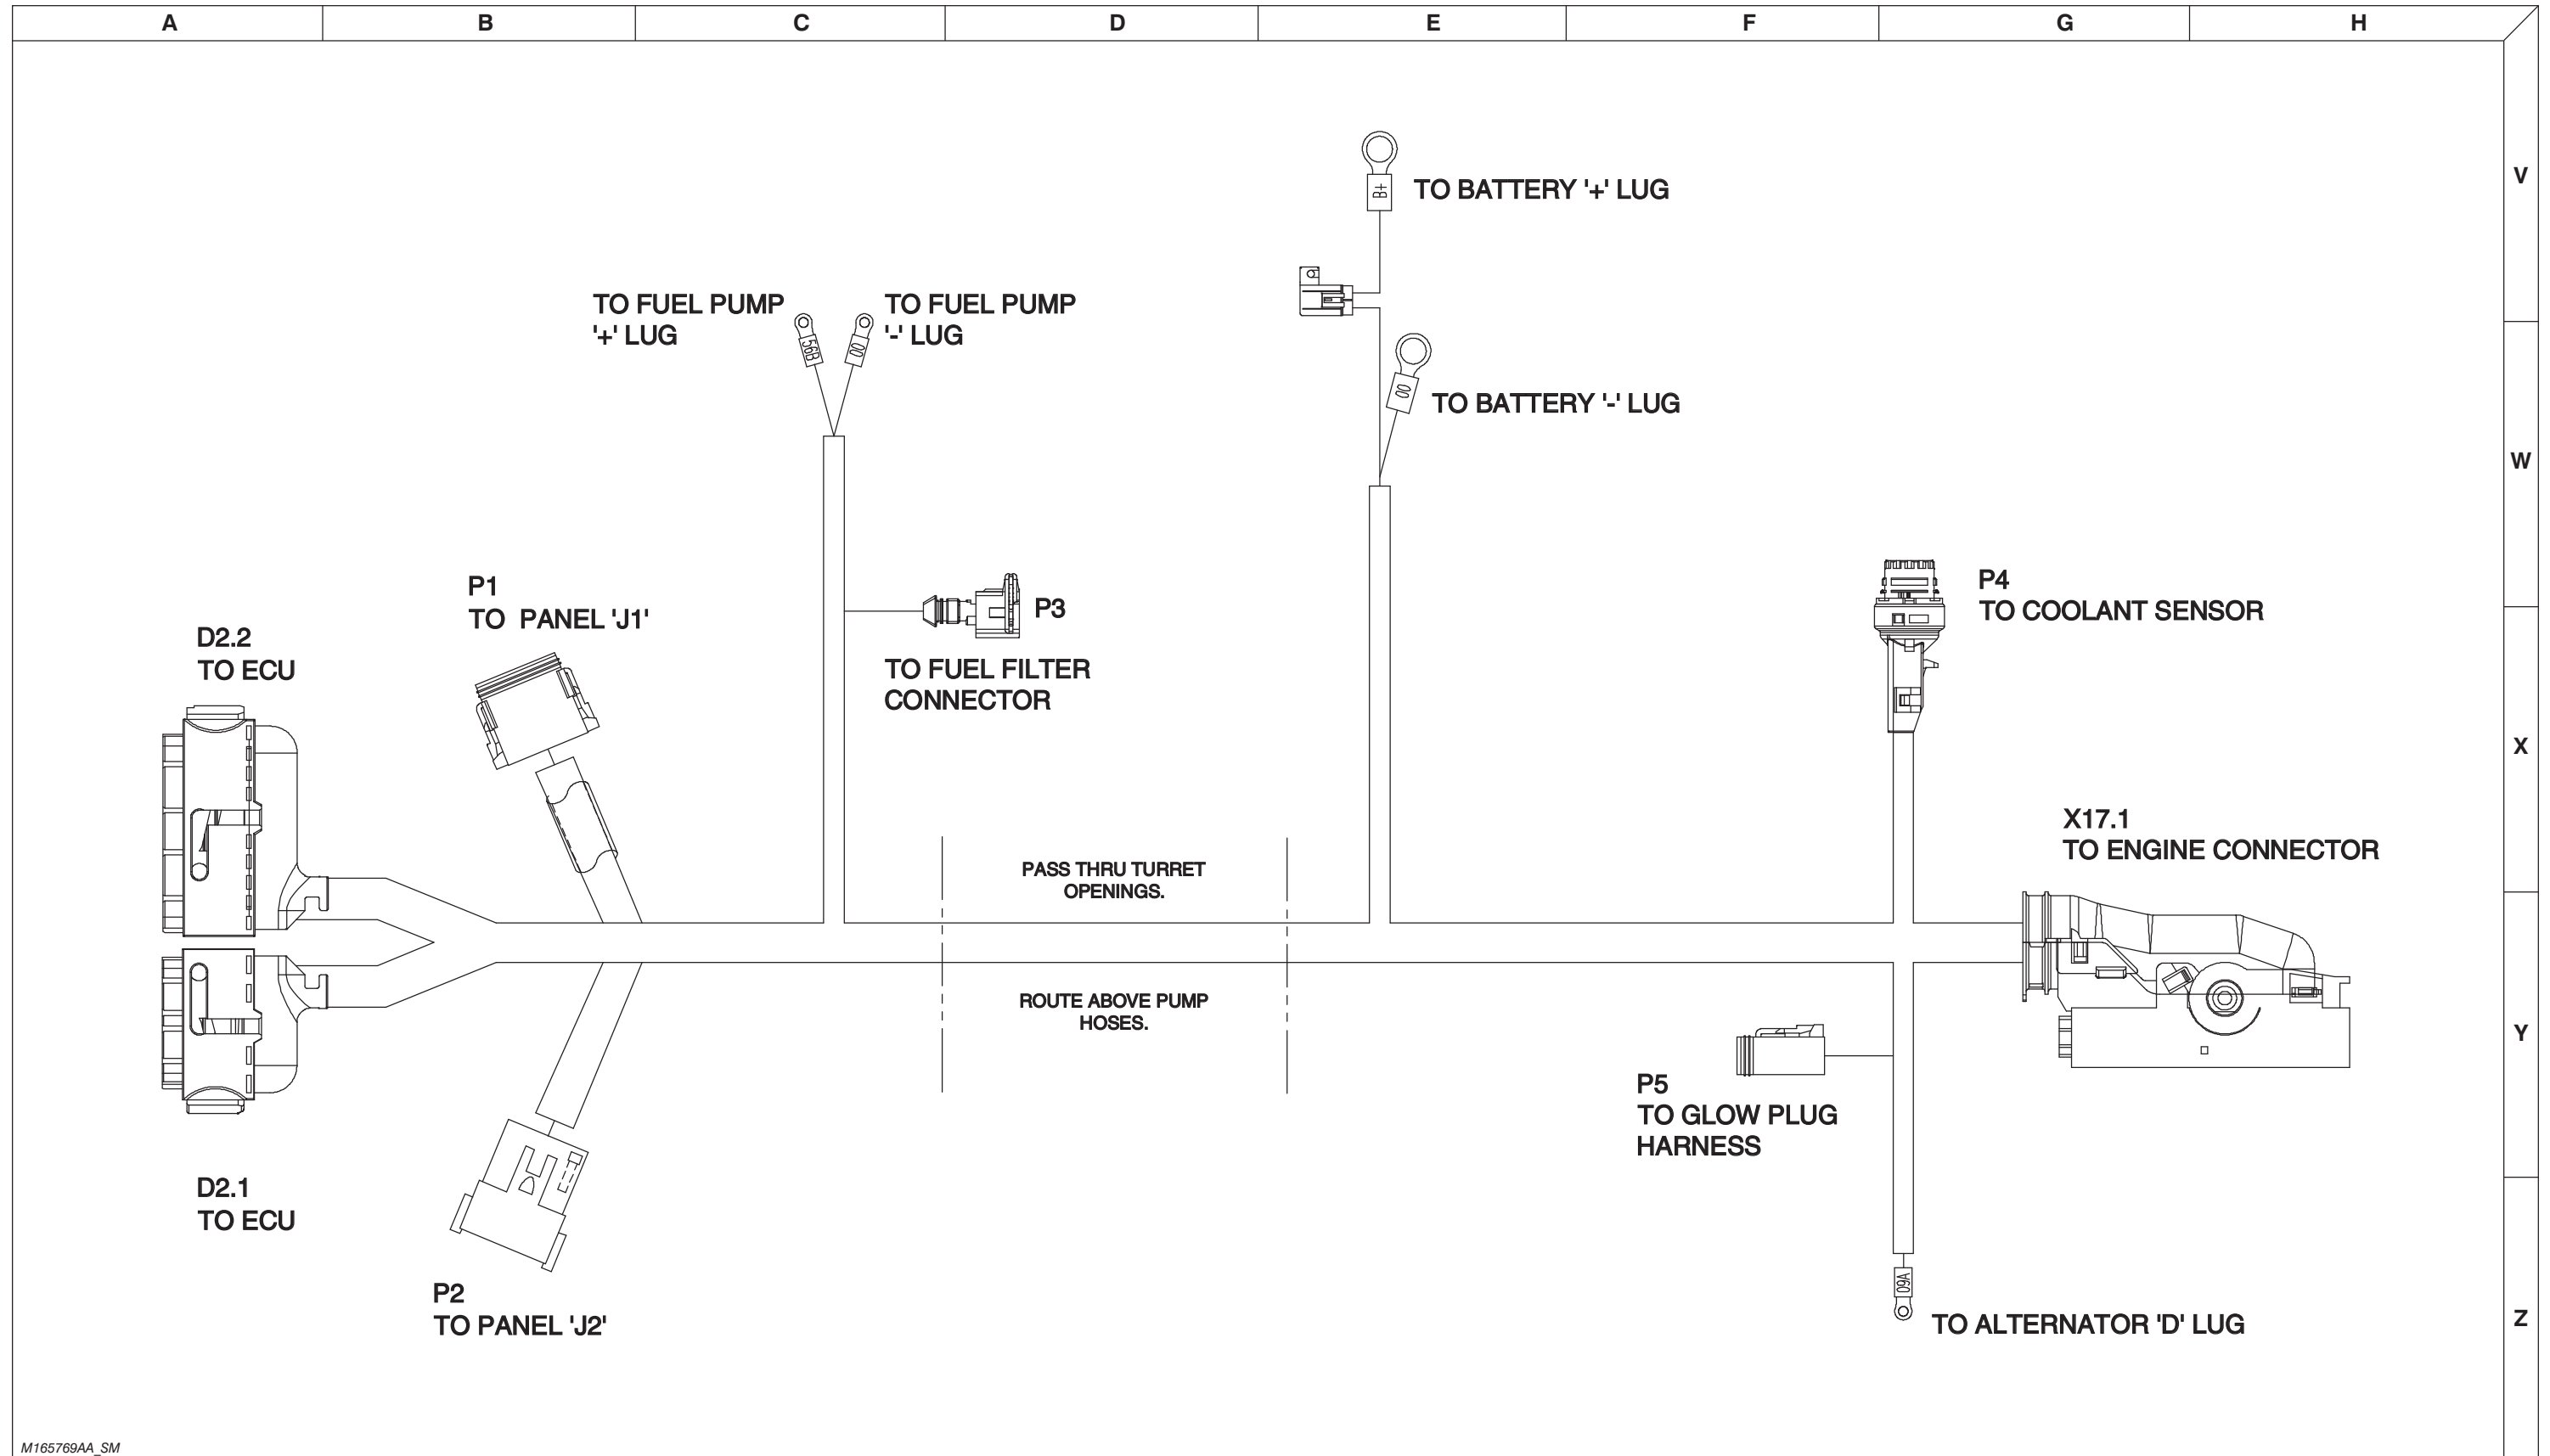 A B C D E F G H
V
W
X
Y
Z
B+
TO BATTERY '+' LUG
TO FUEL PUMP
'+' LUG
56B
00
TO FUEL PUMP
'-' LUG
00
TO BATTERY '-' LUG
P1
TO PANEL 'J1'
P3
TO FUEL FILTER
CONNECTOR
P4
TO COOLANT SENSOR
D2.2
TO ECU
X17.1
TO ENGINE CONNECTOR
PASS THRU TURRET
OPENINGS.
ROUTE ABOVE PUMP
HOSES.
P5
TO GLOW PLUG
HARNESS
D2.1
TO ECU
P2
TO PANEL 'J2'
09A
TO ALTERNATOR 'D' LUG
M165769AA_SM